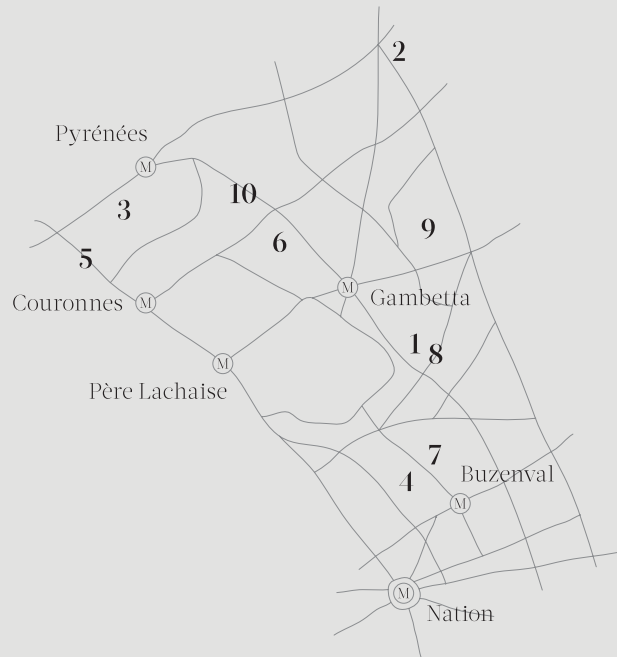 2
Pyrénées
M
10
3
9
6
5
M
Gambetta
Couronnes
M
1
8
M
Père Lachaise
7
Buzenval
4
M
M
Nation